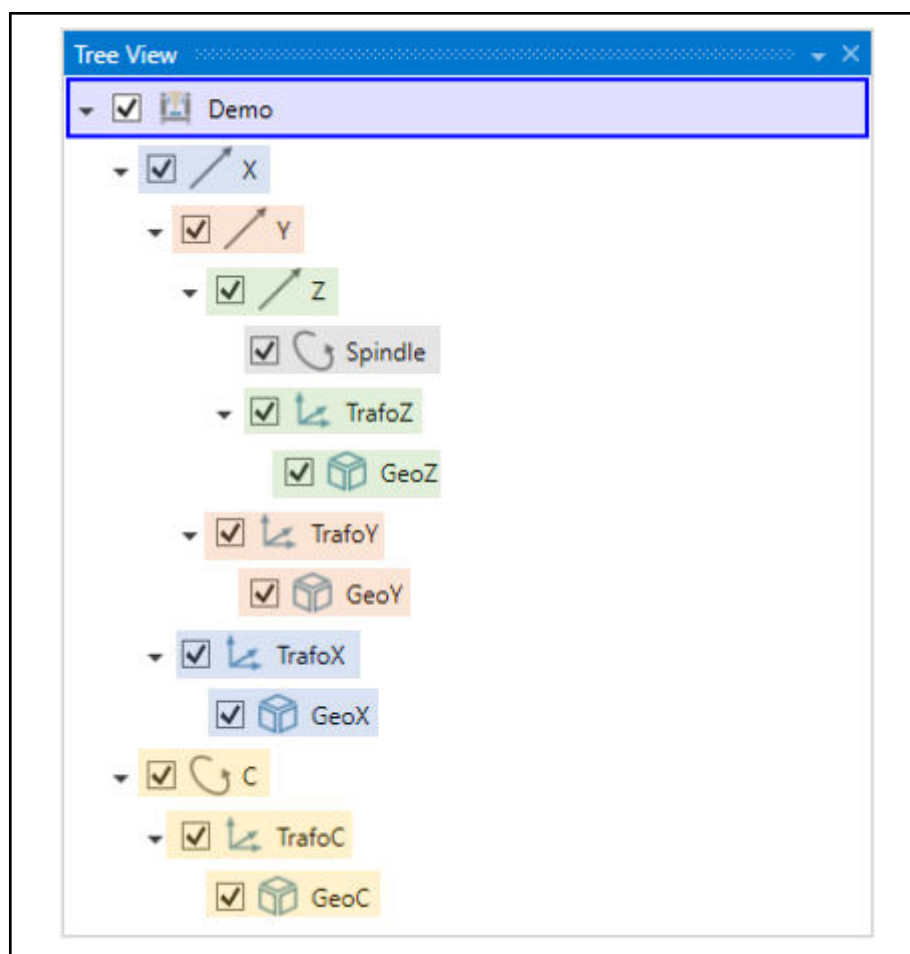 Tree View
Demo
X
Y
Z
Spindle
TrafoZ
GeoZ
TrafoY
GeoY
TrafoX
GeoX
C
TrafoC
GeoC